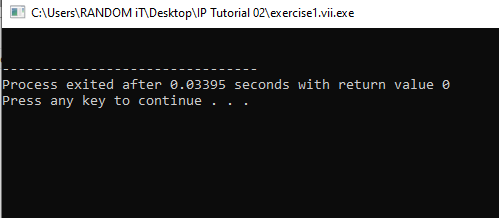 C:\Users\RANDOM iT\Desktop\IP Tutorial 02\exercise1.vii.exe
--------------------------------
Process exited after 0.03395 seconds with return value 0
Press any key to continue . . .